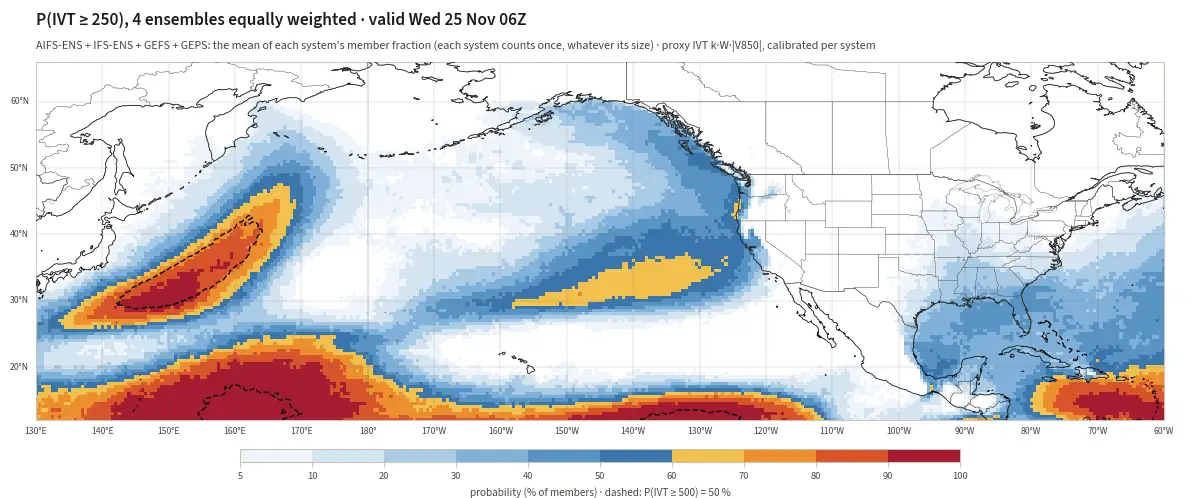 P(IVT ≥ 250), 4 ensembles equally weighted · valid Wed 25 Nov 06Z
AIFS-ENS + IFS-ENS + GEFS + GEPS: the mean of each system's member fraction (each system counts once, whatever its size) · proxy IVT k·W·|V850|, calibrated per system
60°N
50°N
40°N
30°N
20°N
130°E 140°E 150°E 160°E 170°E 180° 170°W 160°W 150°W 140°W 130°W 120°W 110°W 100°W 90°W 80°W 70°W 60°W
5 10 20 30 40 50 60 70 80 90 100
probability (% of members) · dashed: P(IVT ≥ 500) = 50 %